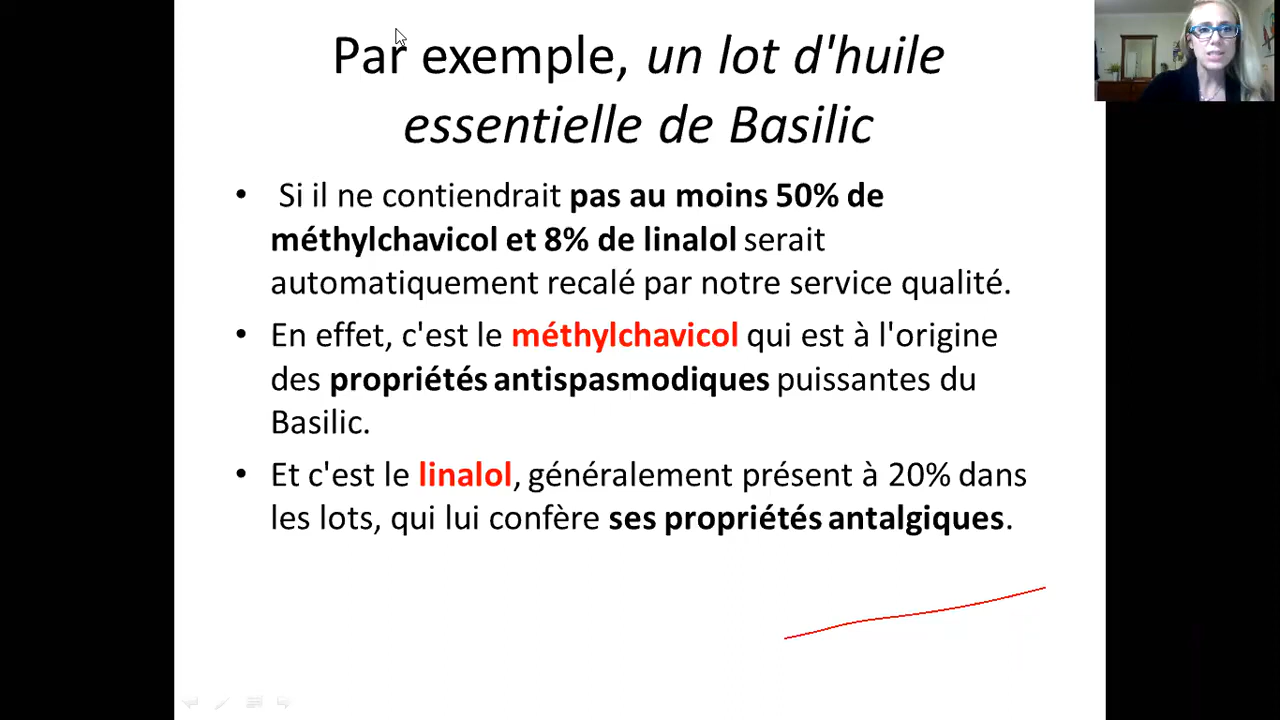 Par exemple, un lot d'huile
essentielle de Basilic
• Si il ne contiendrait pas au moins 50% de
méthylchavicol et 8% de linalol serait
automatiquement recalé par notre service qualité.
• En effet, c'est le méthylchavicol qui est à l'origine
des propriétés antispasmodiques puissantes du
Basilic.
• Et c'est le linalol, généralement présent à 20% dans
les lots, qui lui confère ses propriétés antalgiques.